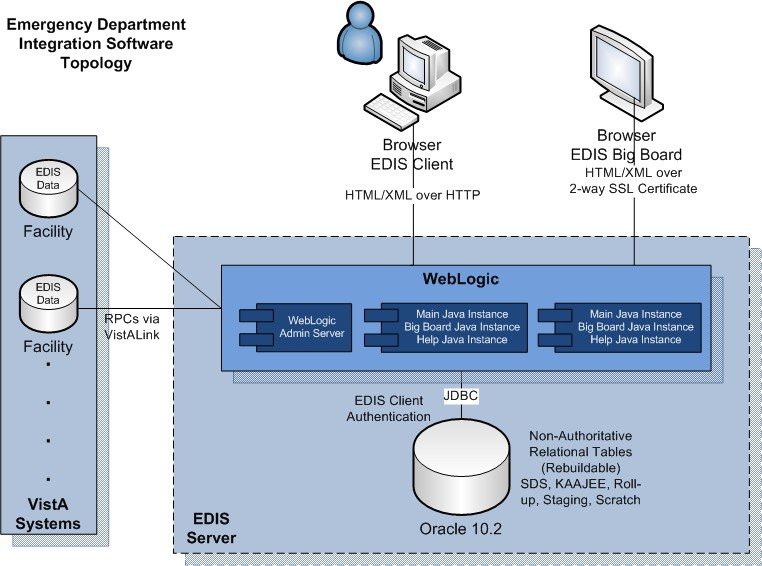 Emergency Department
Integration Software
Topology
Browser
EDIS Client
HTML/XML over HTTP
Browser
EDIS Big Board
HTML/XML over
2-way SSL Certificate
EDIS
Data
Facility
EDIS
Data
Facility
RPCs via
VistALink
VistA
Systems
WebLogic
WebLogic
Admin Server
Main Java Instance
Big Board Java Instance
Help Java Instance
Main Java Instance
Big Board Java Instance
Help Java Instance
EDIS Client
Authentication
JDBC
Non-Authoritative
Relational Tables
(Rebuildable)
SDS, KAAJEE, Roll-
up, Staging, Scratch
Oracle 10.2
EDIS
Server